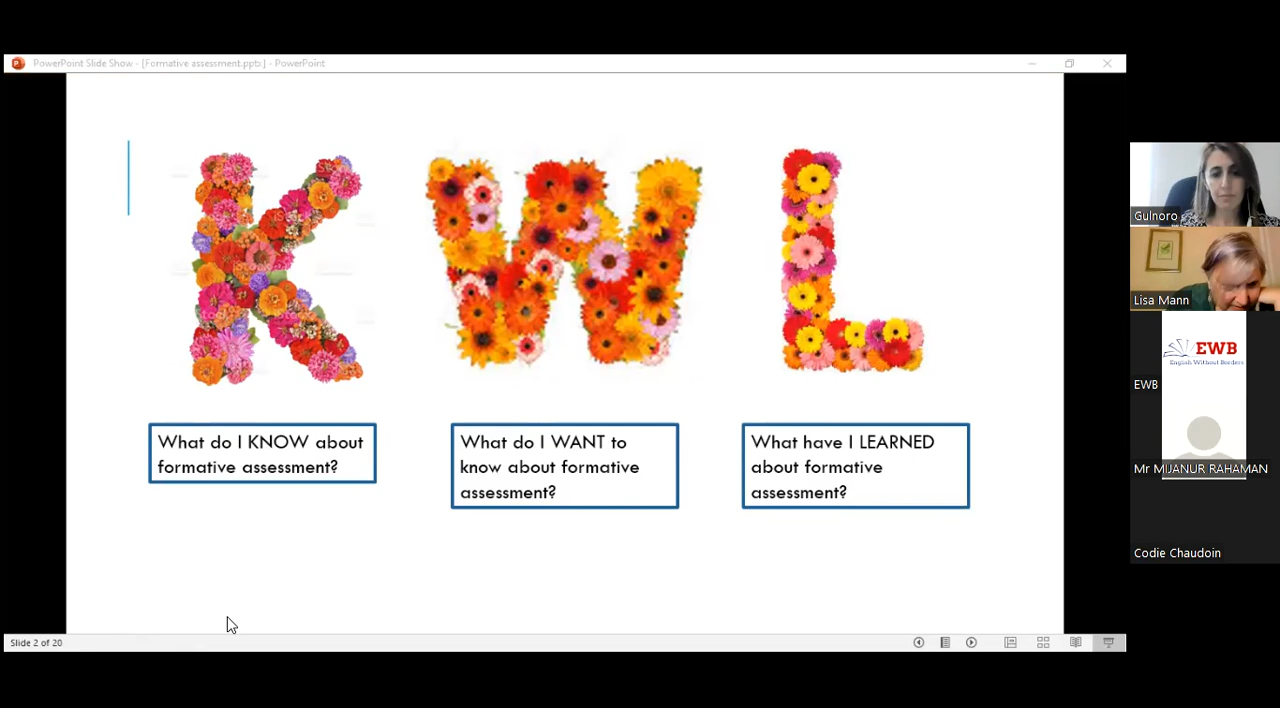 PowerPoint Slide Show - [Formative assessment.pptx] - PowerPoint
K W L
What do I KNOW about
formative assessment?
What do I WANT to
know about formative
assessment?
What have I LEARNED
about formative
assessment?
Slide 2 of 20
Gulnoro
Lisa Mann
EWB
English Without Borders
EWB
Mr MIJANUR RAHAMAN
Codie Chaudoin